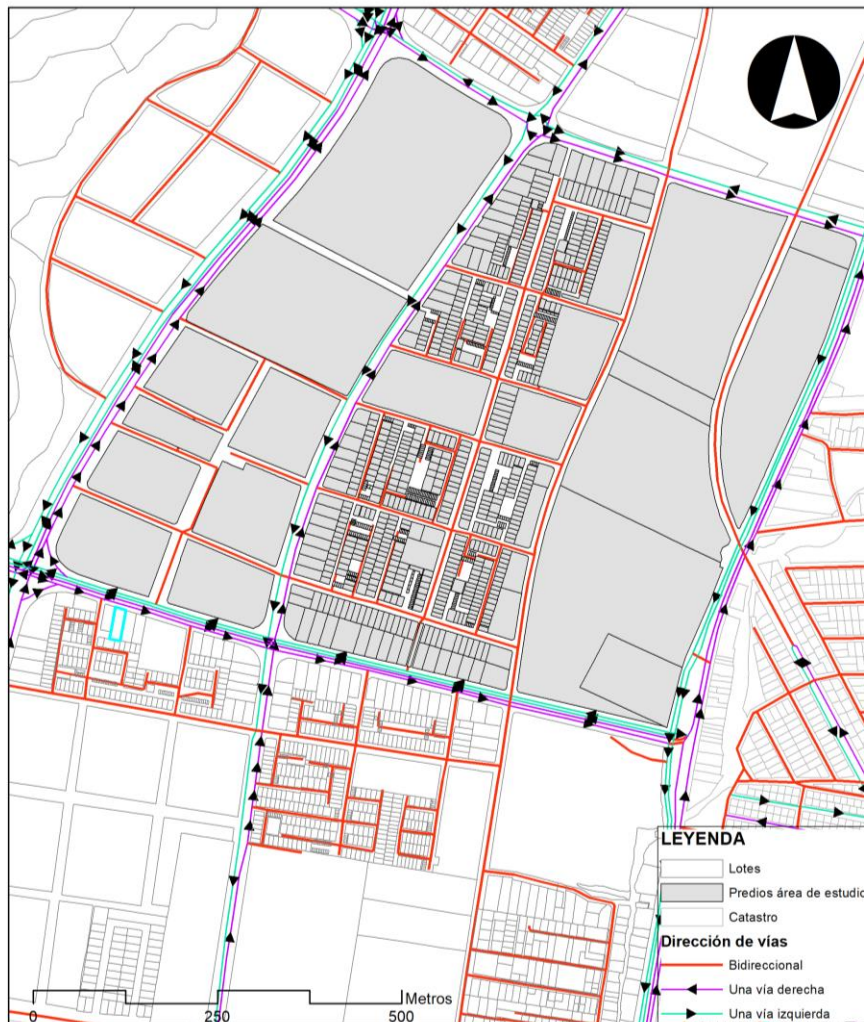 LEYENDA
Lotes
Predios área de estudio
Catastro
Dirección de vías
Bidireccional
Una vía derecha
Una vía izquierda
Metros
0 250 500